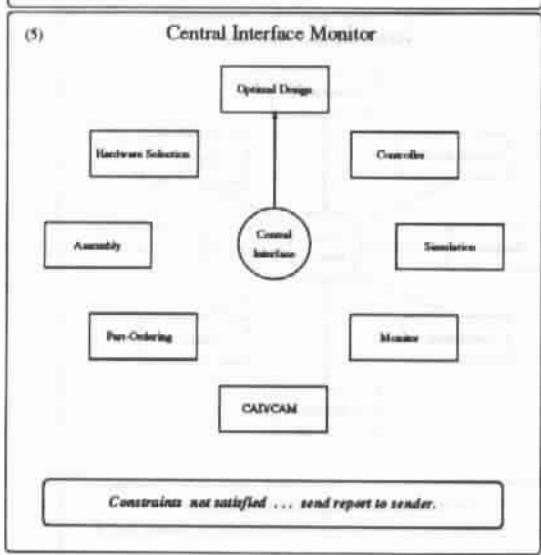 (5) Central Interface Monitor
Optimal Design
Hardware Selection
Controller
Assembly
Central
Interface
Simulation
Part-Ordering
Monitor
CAD/CAM
Constraints not satisfied ... send report to sender.